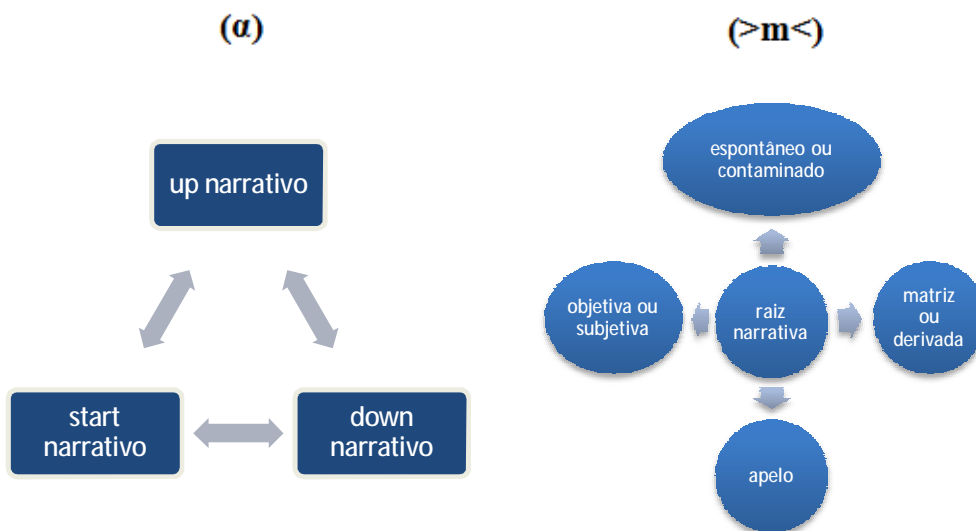 (α)
(>m<)
up narrativo
start
narrativo
down
narrativo
espontâneo ou
contaminado
objetiva ou
subjetiva
raiz
narrativa
matriz
ou
derivada
apelo